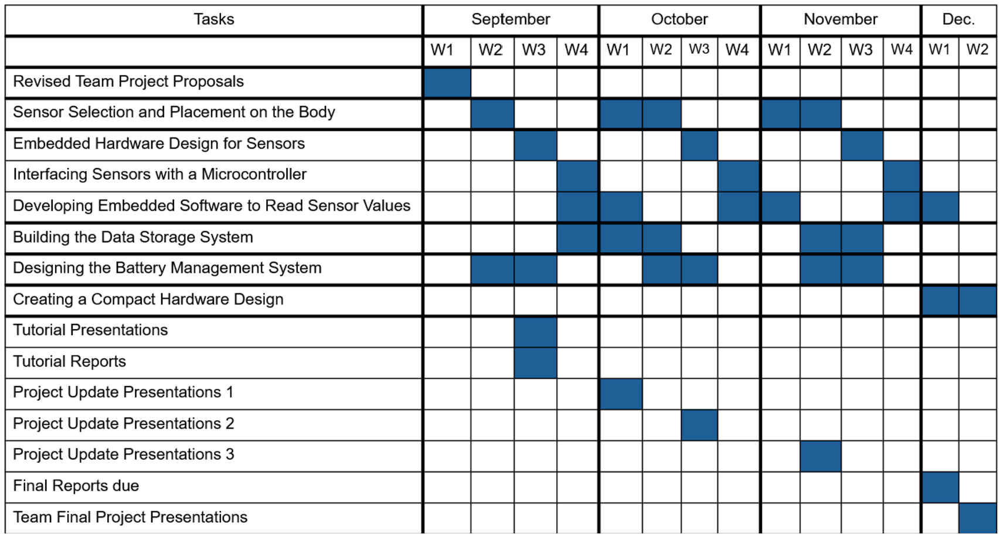 Tasks September October November Dec.
W1 W2 W3 W4 W1 W2 W3 W4 W1 W2 W3 W4 W1 W2
Revised Team Project Proposals
Sensor Selection and Placement on the Body
Embedded Hardware Design for Sensors
Interfacing Sensors with a Microcontroller
Developing Embedded Software to Read Sensor Values
Building the Data Storage System
Designing the Battery Management System
Creating a Compact Hardware Design
Tutorial Presentations
Tutorial Reports
Project Update Presentations 1
Project Update Presentations 2
Project Update Presentations 3
Final Reports due
Team Final Project Presentations